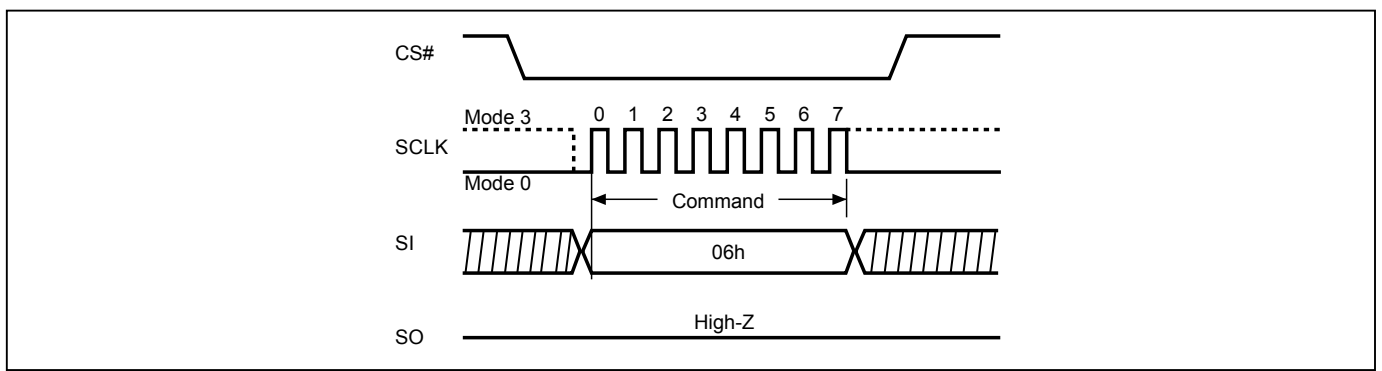 CS#
Mode 3
0 1 2 3 4 5 6 7
SCLK
Mode 0
Command
SI
06h
High-Z
SO